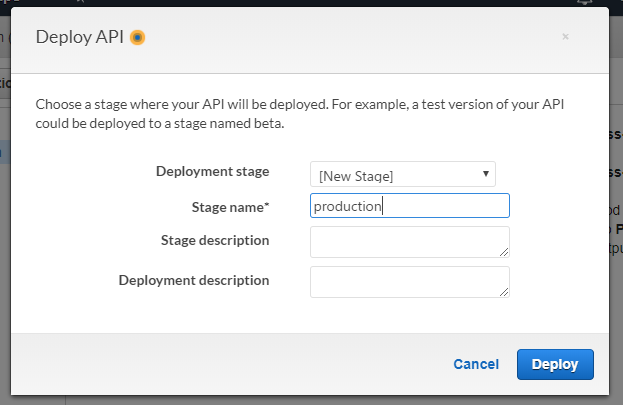 Deploy API
×
Choose a stage where your API will be deployed. For example, a test version of your API
could be deployed to a stage named beta.
Deployment stage
[New Stage]
Stage name*
production
Stage description
Deployment description
Cancel
Deploy